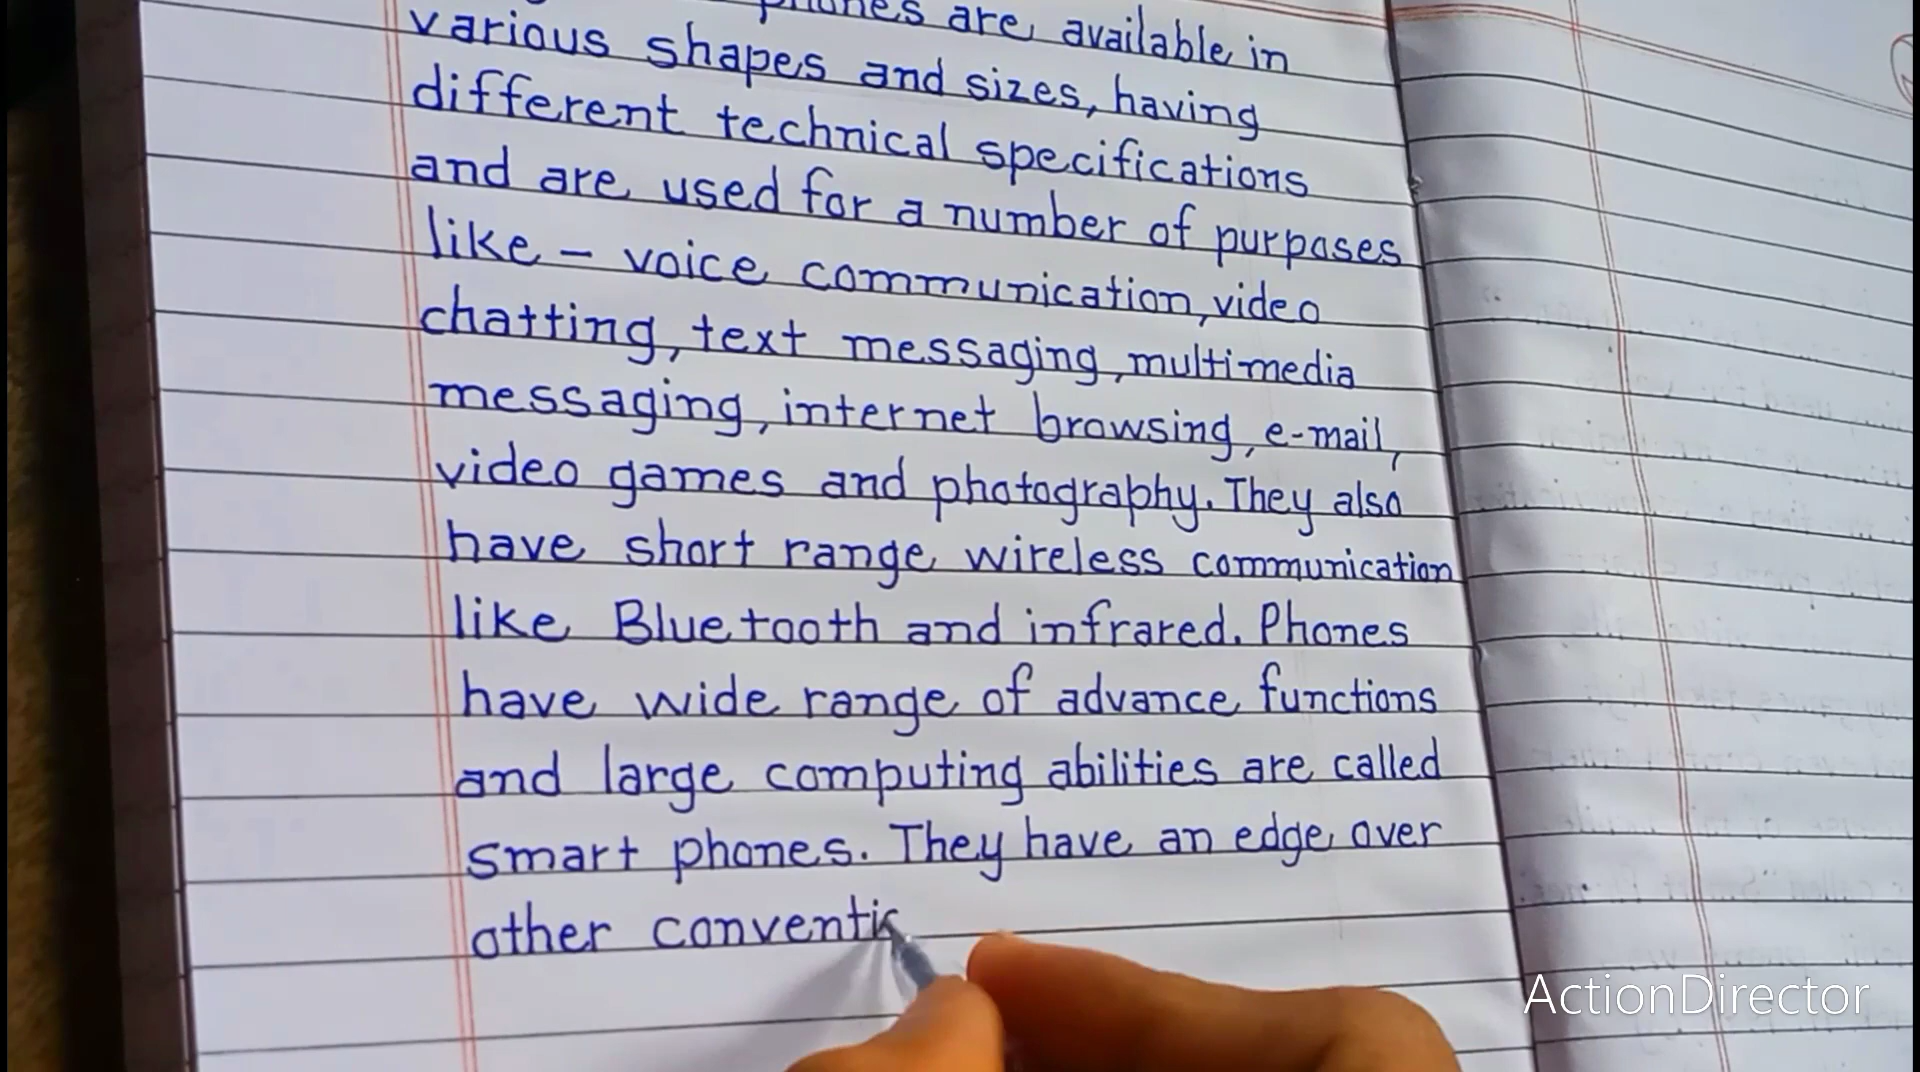 phones are available in
various shapes and sizes, having
different technical specifications
and are used for a number of purposes
like – voice communication, video
chatting, text messaging, multimedia
messaging, internet browsing, e-mail,
video games and photography. They also
have short range wireless communication
like Bluetooth and infrared. Phones
have wide range of advance functions
and large computing abilities are called
smart phones. They have an edge over
other conventio
ActionDirector